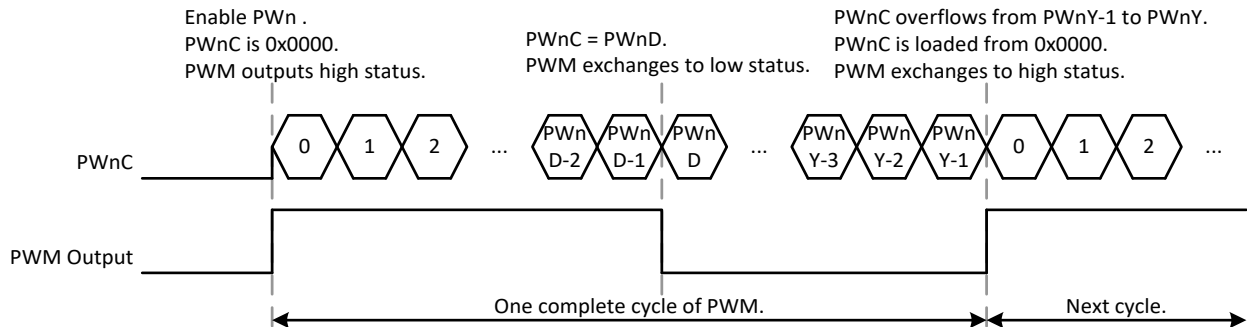 Enable PWn .
PWnC is 0x0000.
PWM outputs high status.
PWnC = PWnD.
PWM exchanges to low status.
PWnC overflows from PWnY-1 to PWnY.
PWnC is loaded from 0x0000.
PWM exchanges to high status.
PWnC
0
1
2
...
PWn
D-2
PWn
D-1
PWn
D
...
PWn
Y-3
PWn
Y-2
PWn
Y-1
0
1
2
...
PWM Output
One complete cycle of PWM.
Next cycle.